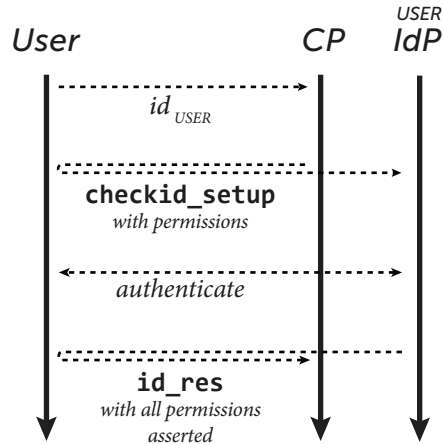 User
CP
USER
IdP
id USER
checkid_setup
with permissions
authenticate
id_res
with all permissions
asserted